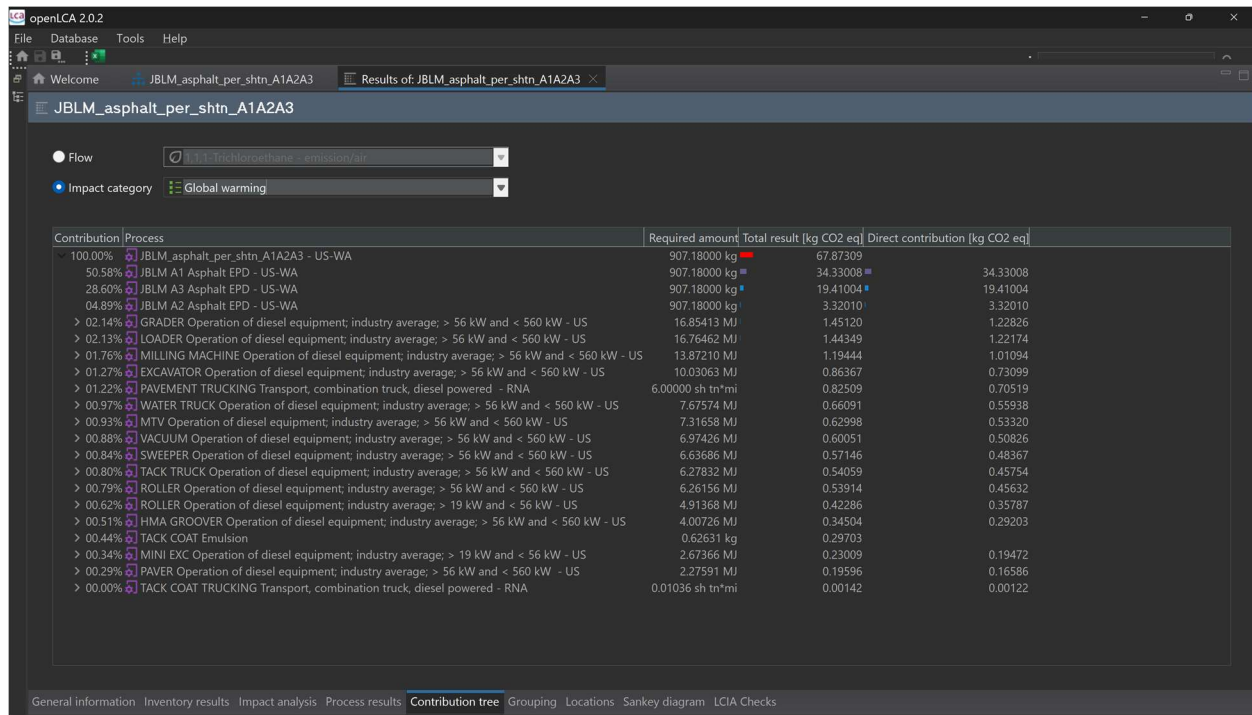 LCA openLCA 2.0.2
File Database Tools Help
Welcome JBLM_asphalt_per_shtn_A1A2A3 Results of: JBLM_asphalt_per_shtn_A1A2A3
JBLM_asphalt_per_shtn_A1A2A3
Flow 1,1,1-Trichloroethane - emission/air
Impact category Global warming
Contribution Process Required amount Total result [kg CO2 eq] Direct contribution [kg CO2 eq]
100.00% JBLM_asphalt_per_shtn_A1A2A3 - US-WA 907.18000 kg 67.87309
50.58% JBLM A1 Asphalt EPD - US-WA 907.18000 kg 34.33008 34.33008
28.60% JBLM A3 Asphalt EPD - US-WA 907.18000 kg 19.41004 19.41004
04.89% JBLM A2 Asphalt EPD - US-WA 907.18000 kg 3.32010 3.32010
> 02.14% GRADER Operation of diesel equipment; industry average; > 56 kW and < 560 kW - US 16.85413 MJ 1.45120 1.22826
> 02.13% LOADER Operation of diesel equipment; industry average; > 56 kW and < 560 kW - US 16.76462 MJ 1.44349 1.22174
> 01.76% MILLING MACHINE Operation of diesel equipment; industry average; > 56 kW and < 560 kW - US 13.87210 MJ 1.19444 1.01094
> 01.27% EXCAVATOR Operation of diesel equipment; industry average; > 56 kW and < 560 kW - US 10.03063 MJ 0.86367 0.73099
> 01.22% PAVEMENT TRUCKING Transport, combination truck, diesel powered - RNA 6.00000 sh tn*mi 0.82509 0.70519
> 00.97% WATER TRUCK Operation of diesel equipment; industry average; > 56 kW and < 560 kW - US 7.67574 MJ 0.66091 0.55938
> 00.93% MTV Operation of diesel equipment; industry average; > 56 kW and < 560 kW - US 7.31658 MJ 0.62998 0.53320
> 00.88% VACUUM Operation of diesel equipment; industry average; > 56 kW and < 560 kW - US 6.97426 MJ 0.60051 0.50826
> 00.84% SWEEPER Operation of diesel equipment; industry average; > 56 kW and < 560 kW - US 6.63686 MJ 0.57146 0.48367
> 00.80% TACK TRUCK Operation of diesel equipment; industry average; > 56 kW and < 560 kW - US 6.27832 MJ 0.54059 0.45754
> 00.79% ROLLER Operation of diesel equipment; industry average; > 56 kW and < 560 kW - US 6.26156 MJ 0.53914 0.45632
> 00.62% ROLLER Operation of diesel equipment; industry average; > 19 kW and < 56 kW - US 4.91368 MJ 0.42286 0.35787
> 00.51% HMA GROOVER Operation of diesel equipment; industry average; > 56 kW and < 560 kW - US 4.00726 MJ 0.34504 0.29203
> 00.44% TACK COAT Emulsion 0.62631 kg 0.29703
> 00.34% MINI EXC Operation of diesel equipment; industry average; > 19 kW and < 56 kW - US 2.67366 MJ 0.23009 0.19472
> 00.29% PAVER Operation of diesel equipment; industry average; > 56 kW and < 560 kW - US 2.27591 MJ 0.19596 0.16586
> 00.00% TACK COAT TRUCKING Transport, combination truck, diesel powered - RNA 0.01036 sh tn*mi 0.00142 0.00122
General information Inventory results Impact analysis Process results Contribution tree Grouping Locations Sankey diagram LCIA Checks